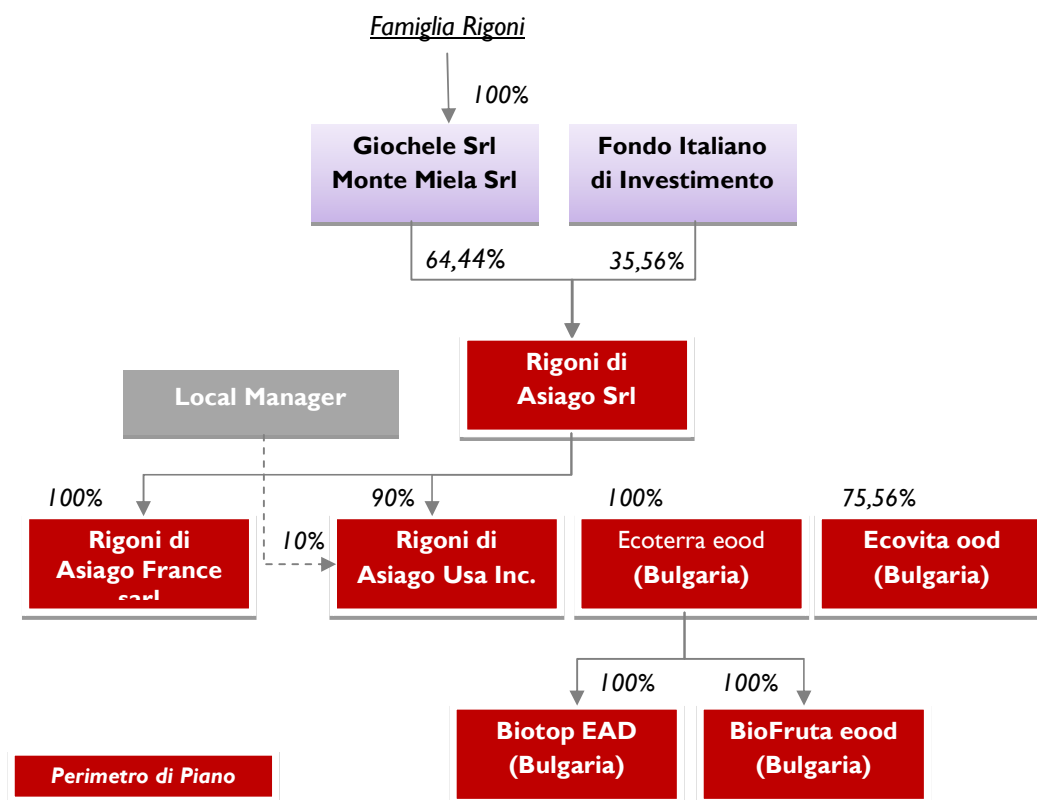 Famiglia Rigoni
100%
Giochele Srl
Monte Miela Srl
Fondo Italiano
di Investimento
64,44%
35,56%
Rigoni di
Asiago Srl
Local Manager
100%
90%
100%
75,56%
10%
Rigoni di
Asiago France
sarl
Rigoni di
Asiago Usa Inc.
Ecoterra eood
(Bulgaria)
Ecovita ood
(Bulgaria)
100%
100%
Biotop EAD
(Bulgaria)
BioFruta eood
(Bulgaria)
Perimetro di Piano